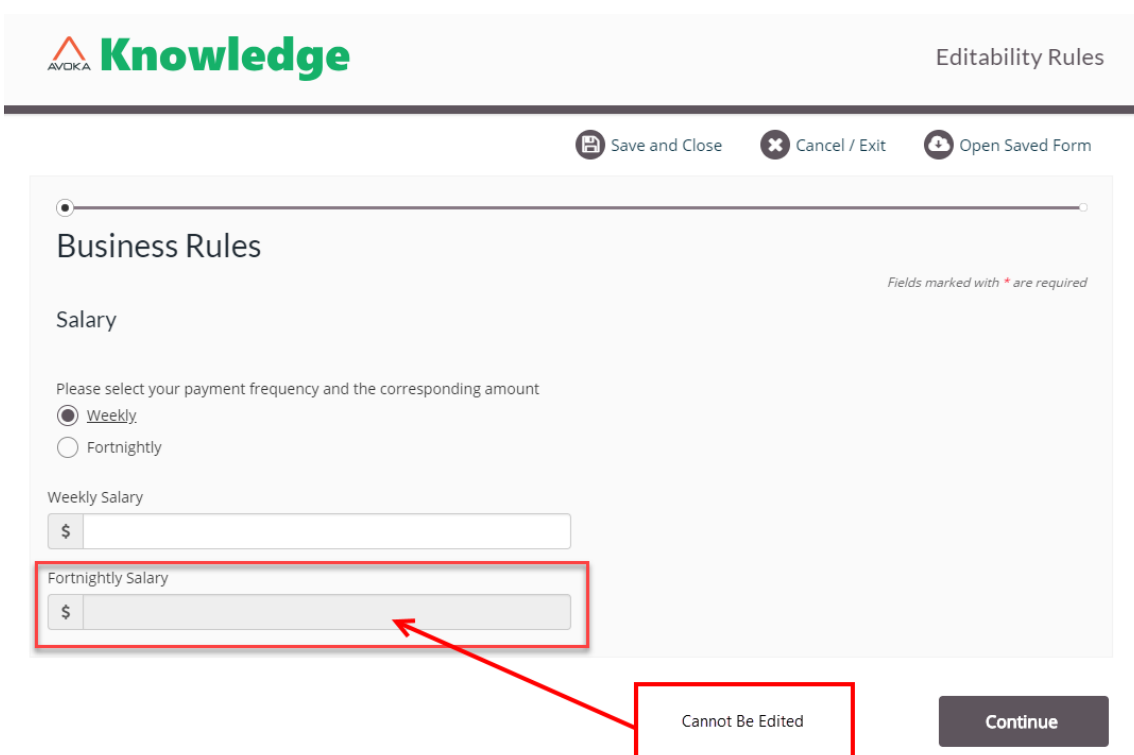 AVOKA Knowledge
Editability Rules
Save and Close Cancel / Exit Open Saved Form
Business Rules
Fields marked with * are required
Salary
Please select your payment frequency and the corresponding amount
Weekly
Fortnightly
Weekly Salary
$
Fortnightly Salary
$
Cannot Be Edited
Continue